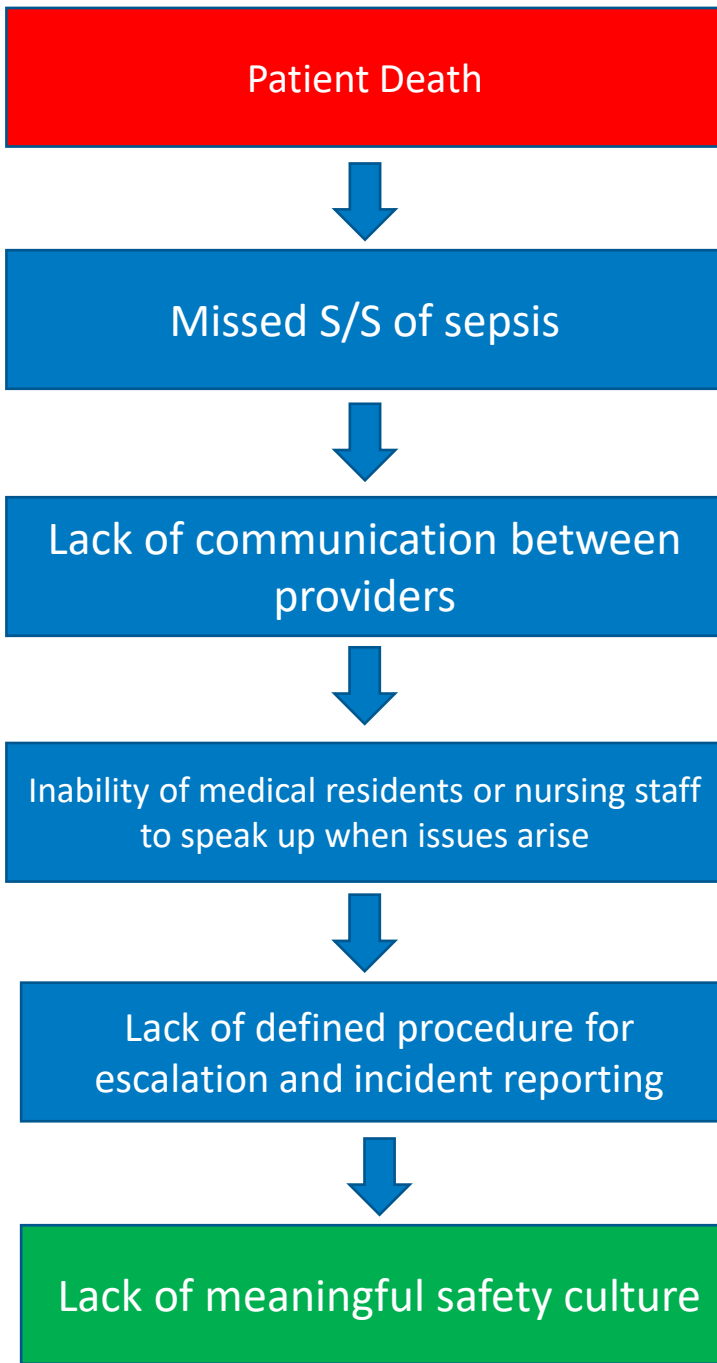 Patient Death
Missed S/S of sepsis
Lack of communication between
providers
Inability of medical residents or nursing staff
to speak up when issues arise
Lack of defined procedure for
escalation and incident reporting
Lack of meaningful safety culture